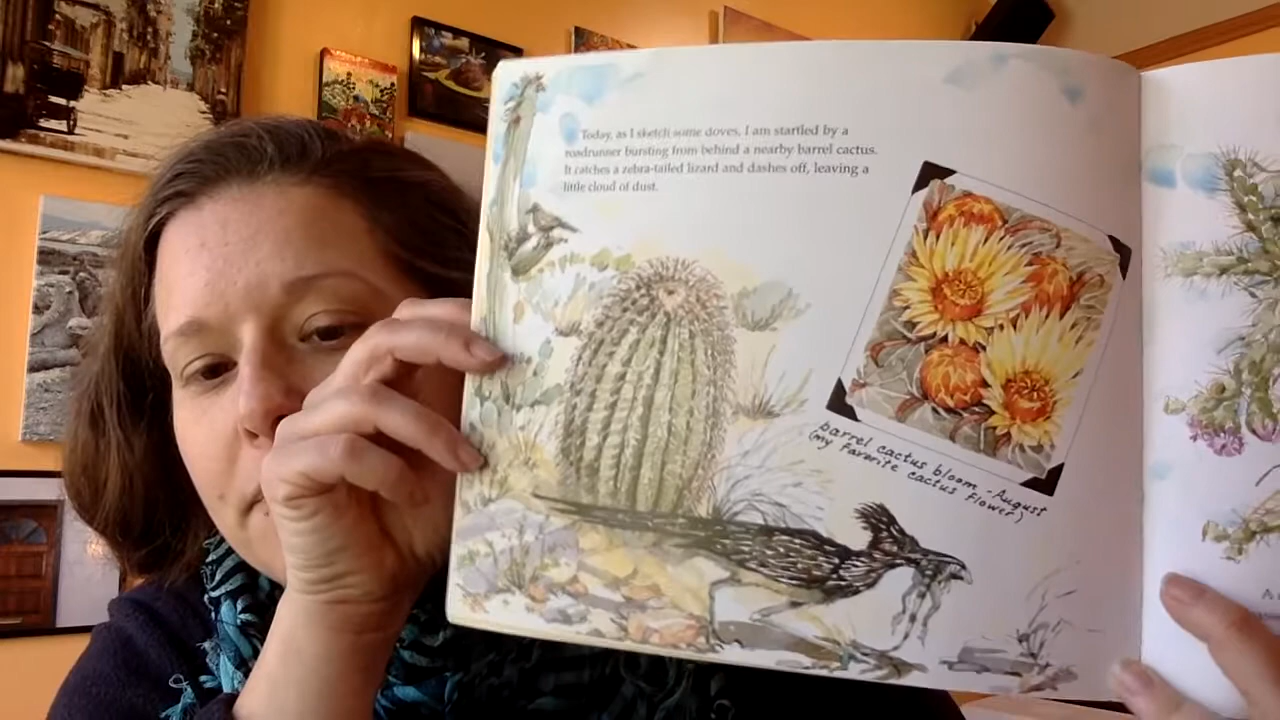 Today, as I sketch some doves, I am startled by a
roadrunner bursting from behind a nearby barrel cactus.
It catches a zebra-tailed lizard and dashes off, leaving a
little cloud of dust.
barrel cactus bloom - August
(my favorite cactus flower)